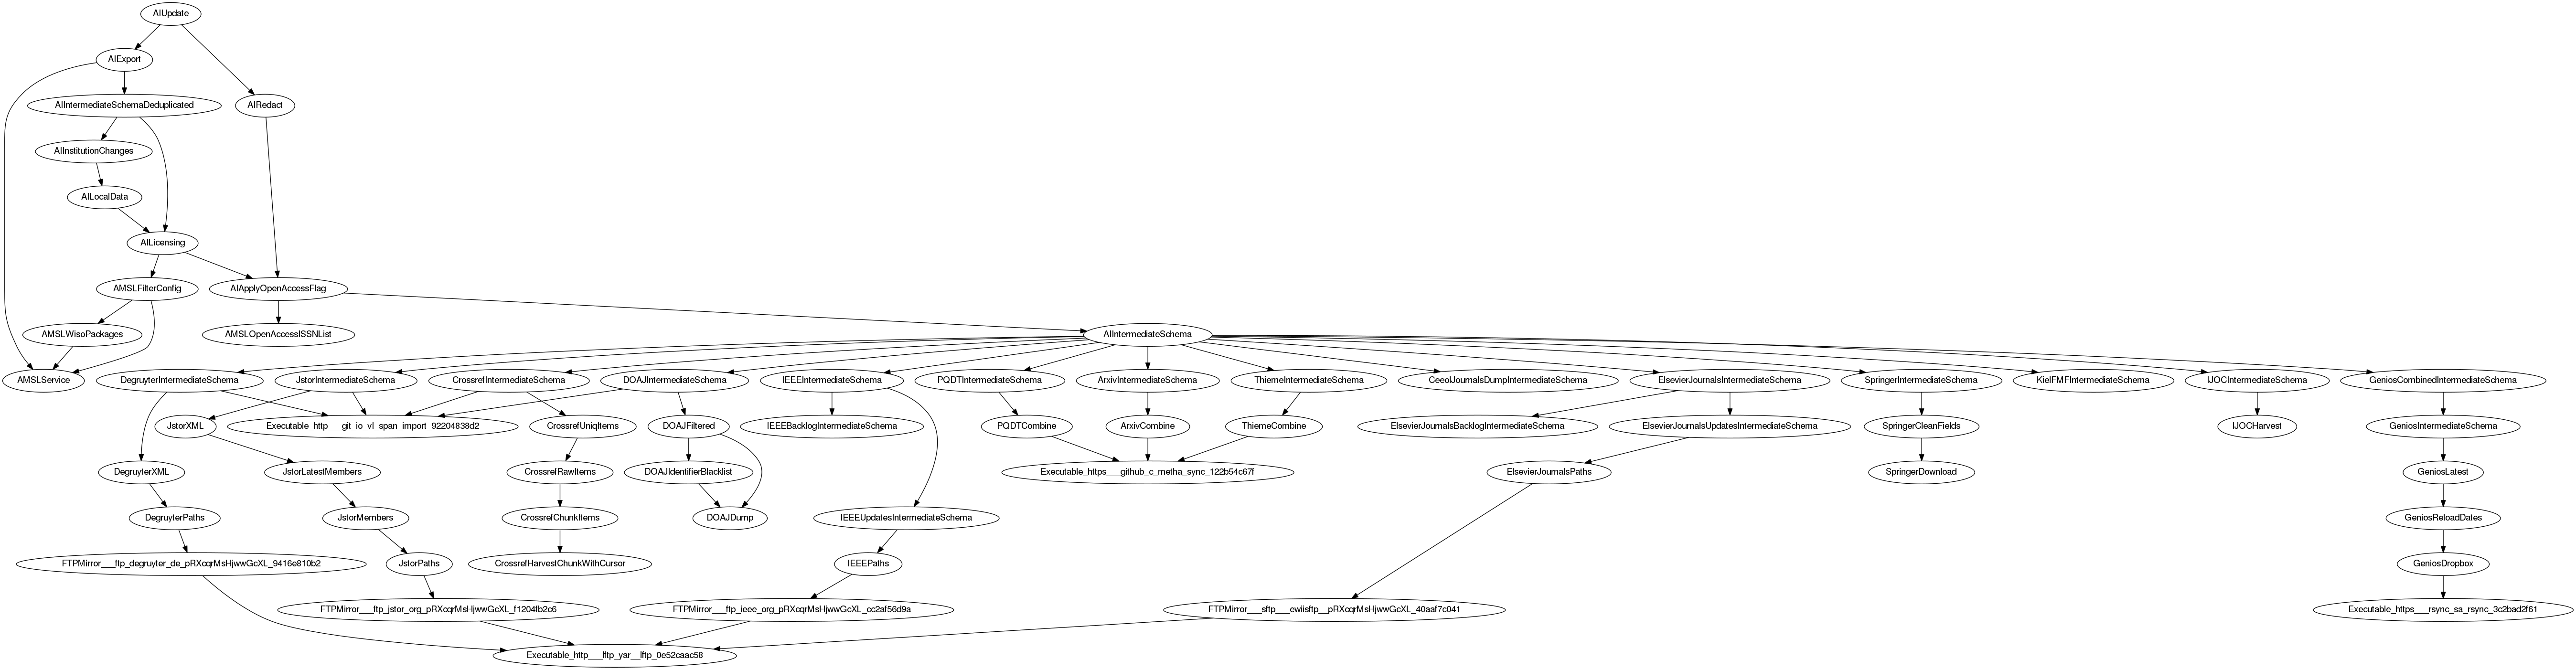 AIUpdate
AIExport
AIIntermediateSchemaDeduplicated
AIRedact
AIInstitutionChanges
AILocalData
AILicensing
AMSLFilterConfig
AIApplyOpenAccessFlag
AMSLWisoPackages
AMSLOpenAccessISSNList
AIIntermediateSchema
AMSLService
DegruyterIntermediateSchema
JstorIntermediateSchema
CrossrefIntermediateSchema
DOAJIntermediateSchema
IEEEIntermediateSchema
PQDTIntermediateSchema
ArxivIntermediateSchema
ThiemeIntermediateSchema
CeeolJournalsDumpIntermediateSchema
ElsevierJournalsIntermediateSchema
SpringerIntermediateSchema
KielFMFIntermediateSchema
IJOCIntermediateSchema
GeniosCombinedIntermediateSchema
JstorXML
Executable_http___git_io_vl_span_import_92204838d2
CrossrefUniqItems
DOAJFiltered
IEEEBacklogIntermediateSchema
PQDTCombine
ArxivCombine
ThiemeCombine
ElsevierJournalsBacklogIntermediateSchema
ElsevierJournalsUpdatesIntermediateSchema
SpringerCleanFields
IJOCHarvest
GeniosIntermediateSchema
DegruyterXML
JstorLatestMembers
CrossrefRawItems
DOAJIdentifierBlacklist
Executable_https___github_c_metha_sync_122b54c67f
ElsevierJournalsPaths
SpringerDownload
GeniosLatest
DegruyterPaths
JstorMembers
CrossrefChunkItems
DOAJDump
IEEEUpdatesIntermediateSchema
GeniosReloadDates
FTPMirror___ftp_degruyter_de_pRXcqrMsHjwwGcXL_9416e810b2
JstorPaths
CrossrefHarvestChunkWithCursor
IEEEPaths
GeniosDropbox
FTPMirror___ftp_jstor_org_pRXcqrMsHjwwGcXL_f1204fb2c6
FTPMirror___ftp_ieee_org_pRXcqrMsHjwwGcXL_cc2af56d9a
FTPMirror___sftp___ewiisftp__pRXcqrMsHjwwGcXL_40aaf7c041
Executable_https___rsync_sa_rsync_3c2bad2f61
Executable_http___lftp_yar__lftp_0e52caac58